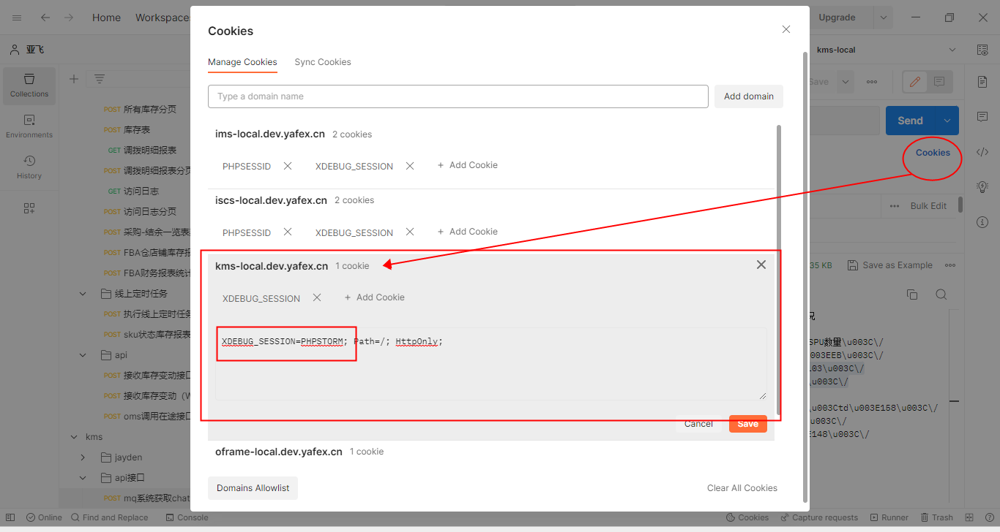 Home Workspace
Upgrade
亚飞
kms-local
Collections
Environments
History
POST 所有库存分页
POST 库存表
GET 调拨明细报表
POST 调拨明细报表分页
GET 访问日志
POST 访问日志分页
POST 采购-结余一览表
POST FBA仓店铺库存报
POST FBA财务报表统计
线上定时任务
POST 执行线上定时任务
POST sku状态库存报表
api
POST 接收库存变动接口
POST 接收库存变动（W
POST oms调用在途接口
kms
jayden
api接口
POST mq系统获取chat
Cookies
Manage Cookies Sync Cookies
Type a domain name
Add domain
ims-local.dev.yafex.cn 2 cookies
PHPSESSID XDEBUG_SESSION + Add Cookie
iscs-local.dev.yafex.cn 2 cookies
PHPSESSID XDEBUG_SESSION + Add Cookie
kms-local.dev.yafex.cn 1 cookie
XDEBUG_SESSION + Add Cookie
XDEBUG_SESSION=PHPSTORM; Path=/; HttpOnly;
Cancel Save
oframe-local.dev.yafex.cn 1 cookie
Domains Allowlist Clear All Cookies
Save
Send
Cookies
Bulk Edit
35 KB Save as Example
况
SPU数量\u003C\/
003EEB\u003C\/
103\u003C\/
\u003C\/
\u003Ctd\u003E158\u003C\/
\u003C\/
E148\u003C\/
Online Find and Replace Console
Cookies Capture requests Runner Trash